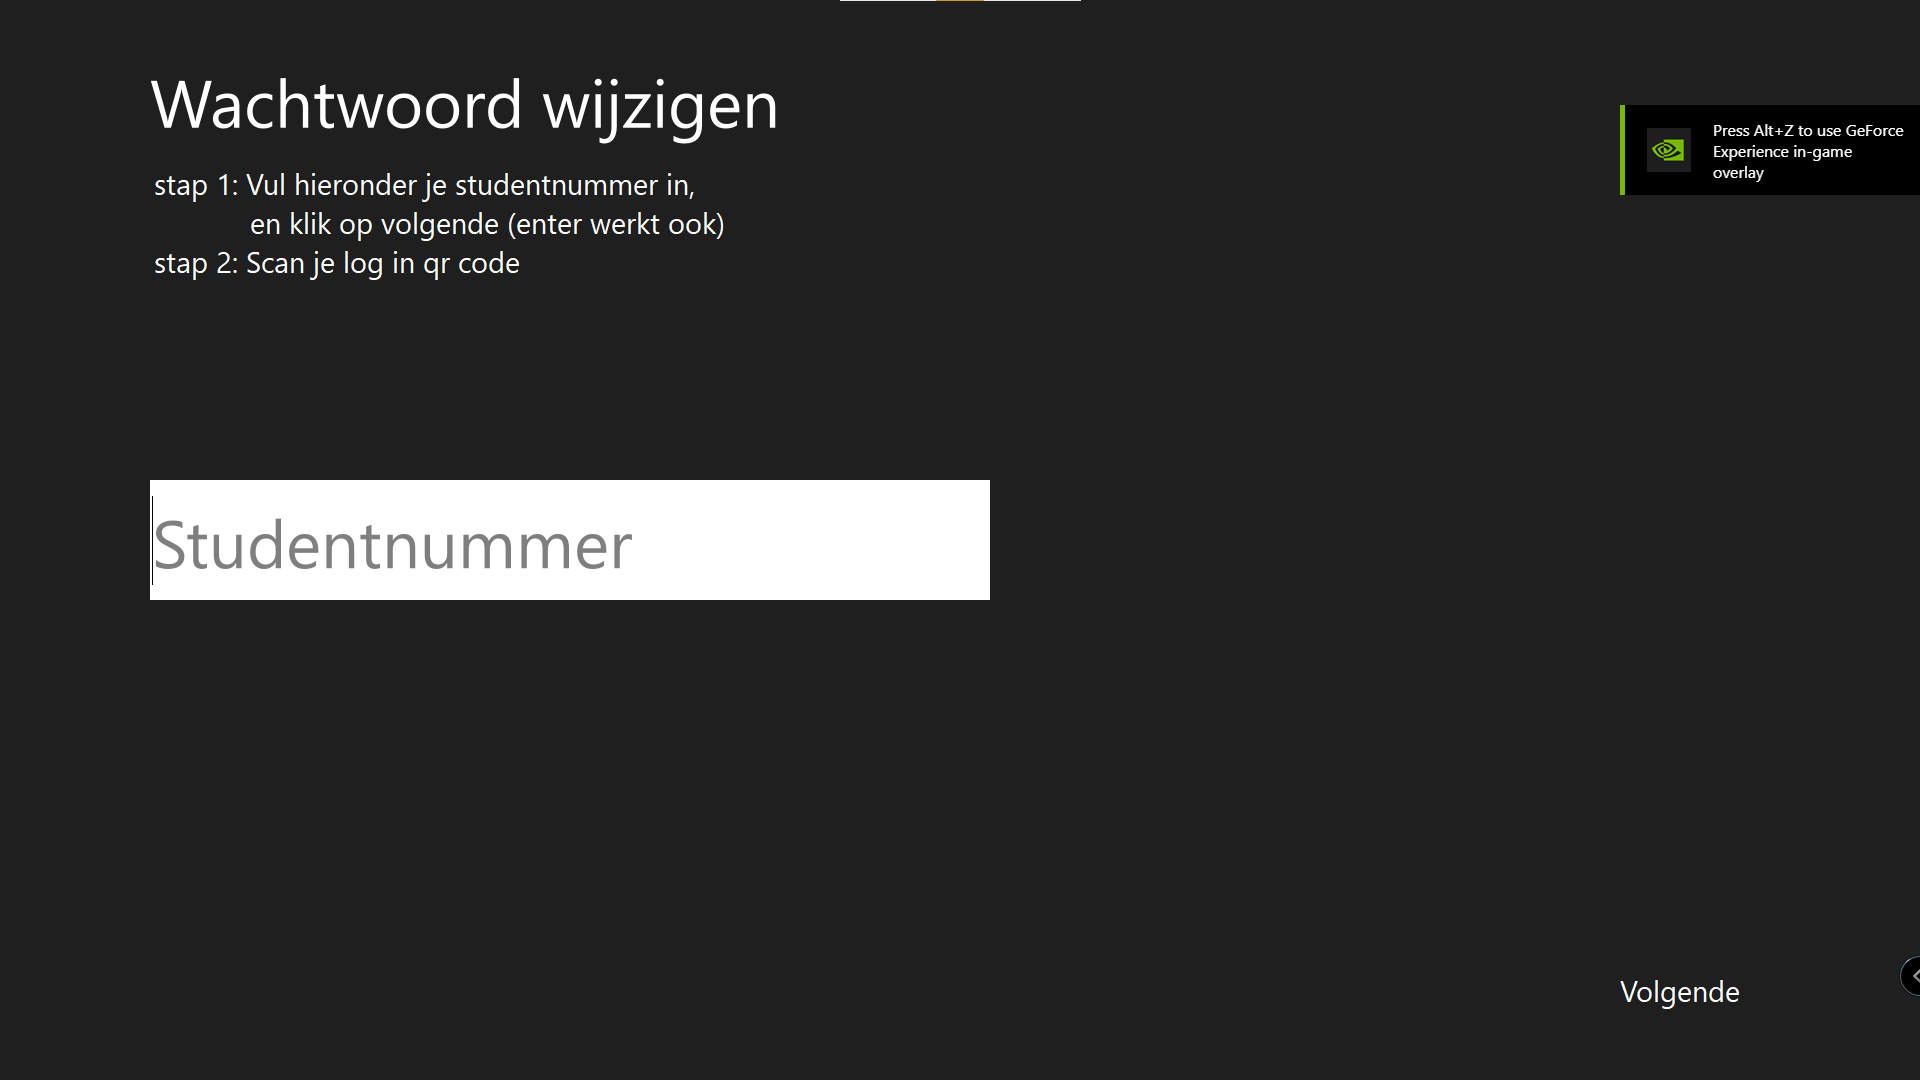 Wachtwoord wijzigen
stap 1: Vul hieronder je studentnummer in,
en klik op volgende (enter werkt ook)
stap 2: Scan je log in qr code
Press Alt+Z to use GeForce
Experience in-game
overlay
Studentnummer
Volgende